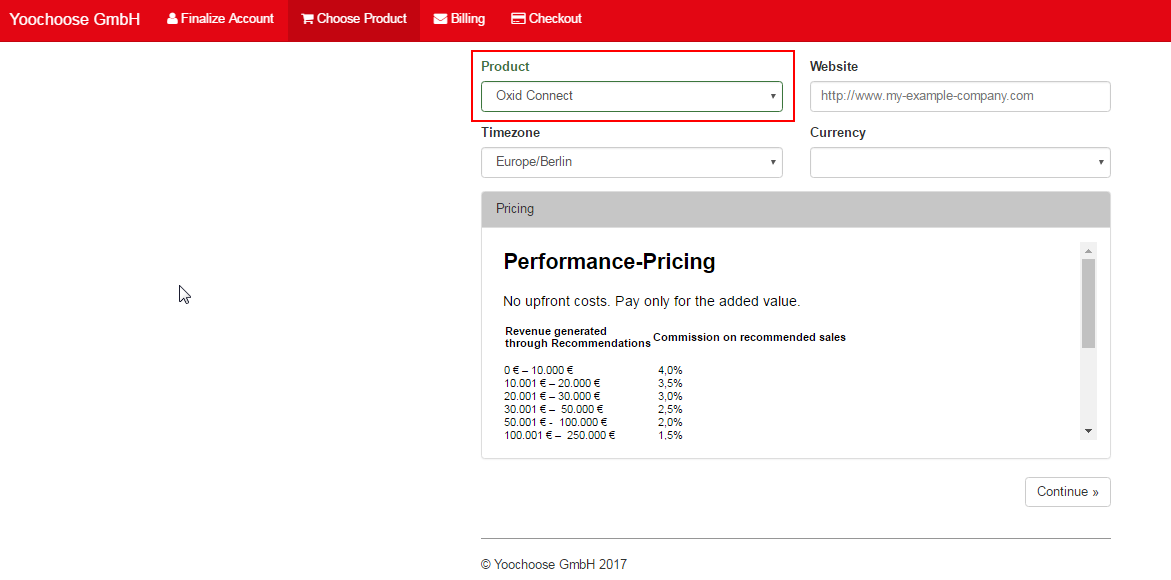 Yoochoose GmbH Finalize Account Choose Product Billing Checkout
Product Website
Oxid Connect http://www.my-example-company.com
Timezone Currency
Europe/Berlin
Pricing
Performance-Pricing
No upfront costs. Pay only for the added value.
Revenue generated
through Recommendations Commission on recommended sales
0 € – 10.000 € 4,0%
10.001 € – 20.000 € 3,5%
20.001 € – 30.000 € 3,0%
30.001 € – 50.000 € 2,5%
50.001 € - 100.000 € 2,0%
100.001 € – 250.000 € 1,5%
Continue »
© Yoochoose GmbH 2017